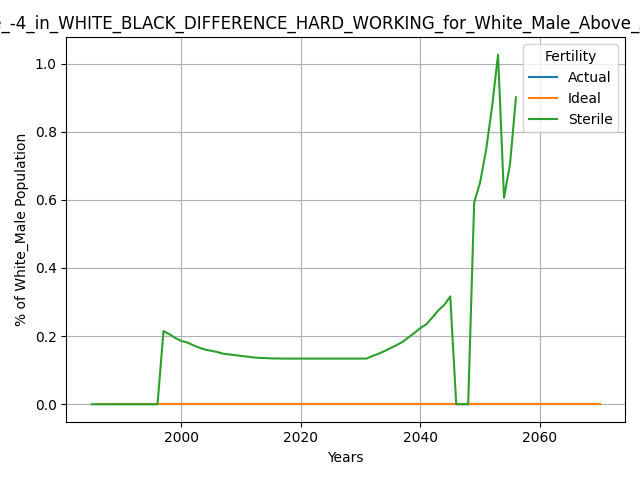 _-4_in_WHITE_BLACK_DIFFERENCE_HARD_WORKING_for_White_Male_Above_
Fertility
Actual
Ideal
Sterile
% of White_Male Population
1.0
0.8
0.6
0.4
0.2
0.0
2000 2020 2040 2060
Years